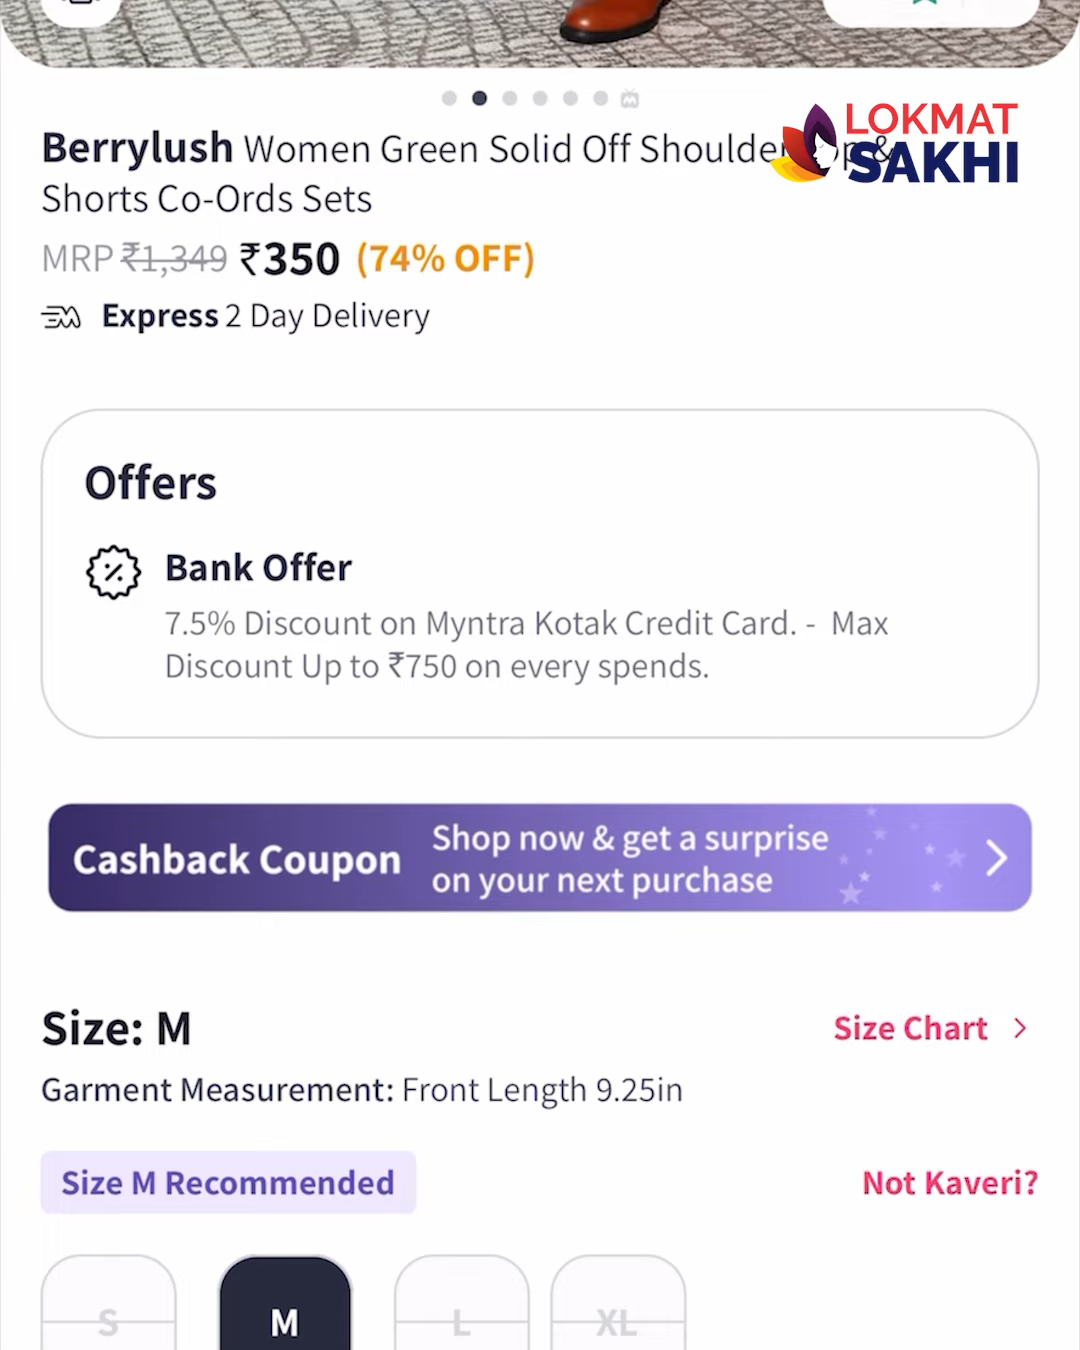 LOKMAT
SAKHI
Berrylush Women Green Solid Off Shoulder &
Shorts Co-Ords Sets
MRP ₹1,349 ₹350 (74% OFF)
Express 2 Day Delivery
Offers
Bank Offer
7.5% Discount on Myntra Kotak Credit Card. - Max
Discount Up to ₹750 on every spends.
Cashback Coupon
Shop now & get a surprise
on your next purchase
Size: M
Size Chart >
Garment Measurement: Front Length 9.25in
Size M Recommended
Not Kaveri?
S M L XL